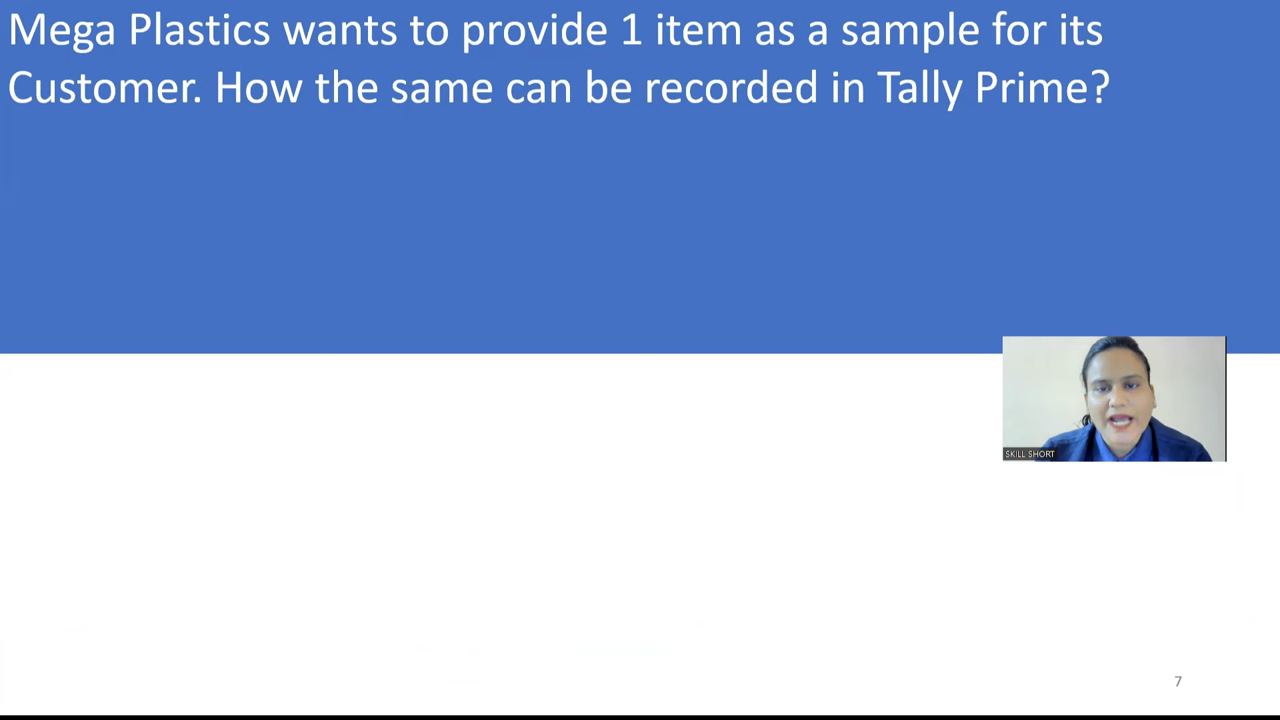 Mega Plastics wants to provide 1 item as a sample for its
Customer. How the same can be recorded in Tally Prime?
SKILL SHORT
7